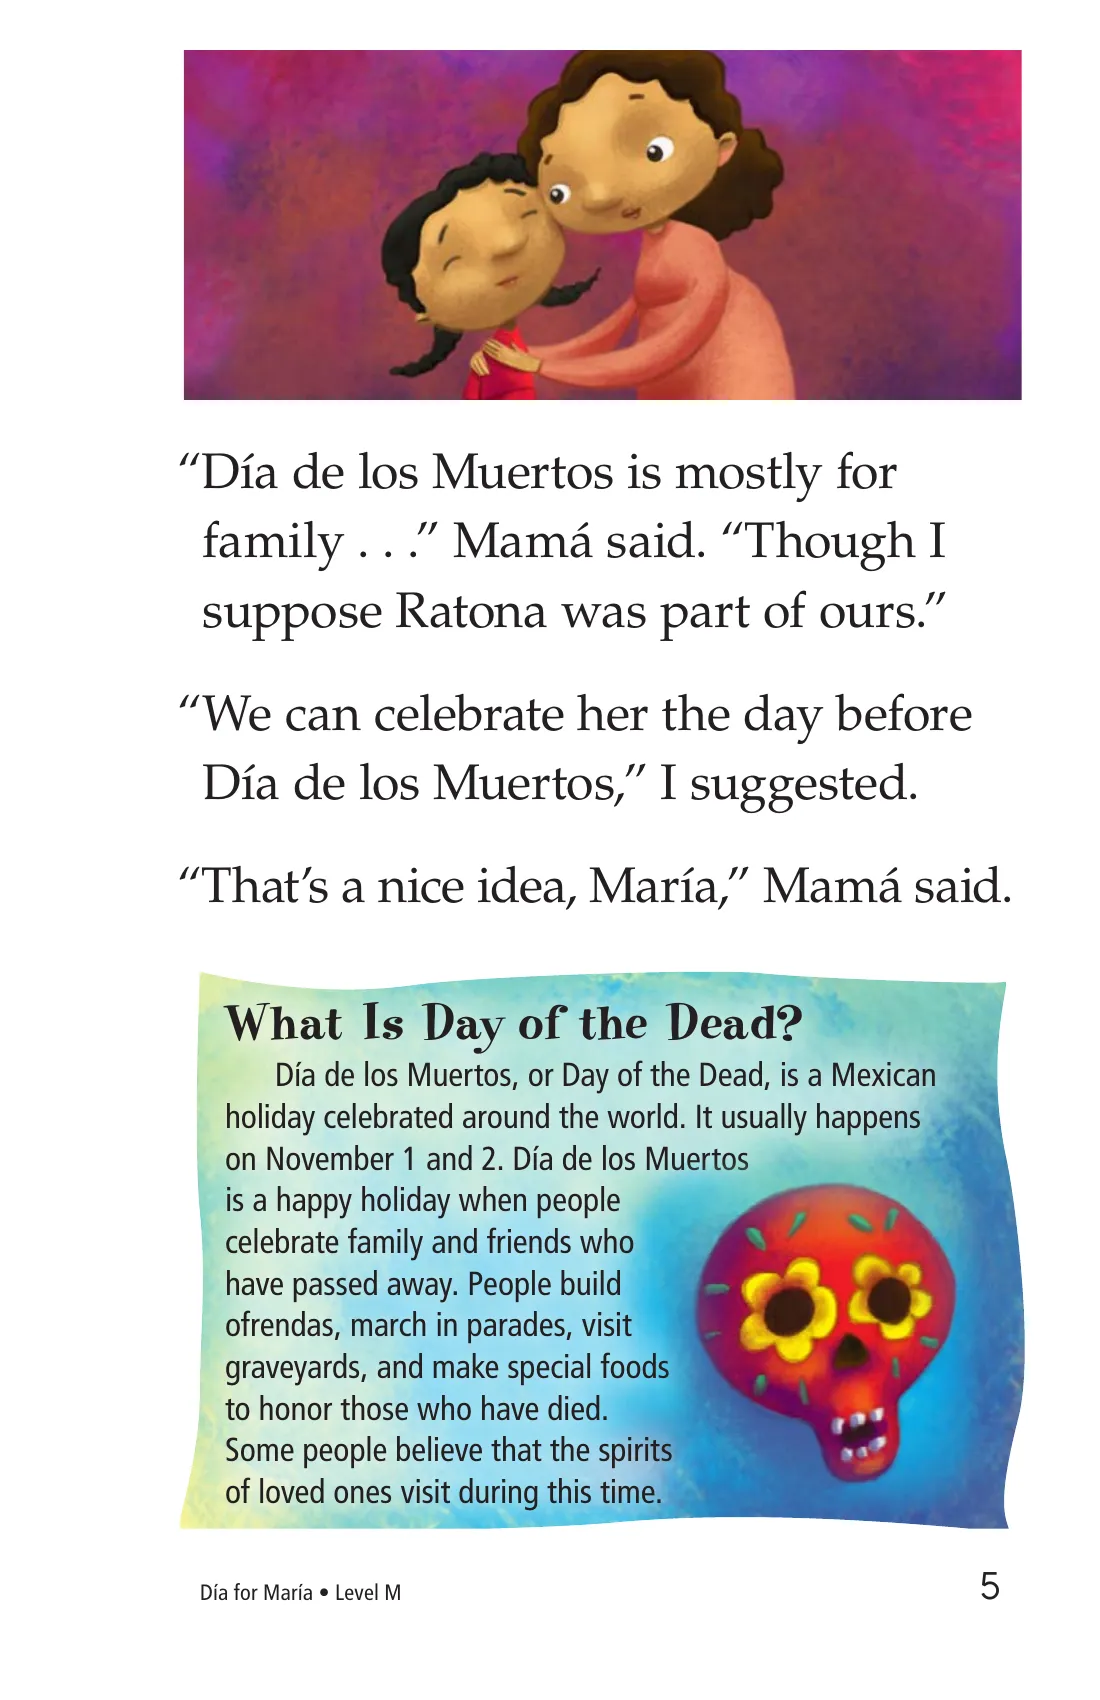 “Día de los Muertos is mostly for
family . . .” Mamá said. “Though I
suppose Ratona was part of ours.”
“We can celebrate her the day before
Día de los Muertos,” I suggested.
“That’s a nice idea, María,” Mamá said.
What Is Day of the Dead?
Día de los Muertos, or Day of the Dead, is a Mexican
holiday celebrated around the world. It usually happens
on November 1 and 2. Día de los Muertos
is a happy holiday when people
celebrate family and friends who
have passed away. People build
ofrendas, march in parades, visit
graveyards, and make special foods
to honor those who have died.
Some people believe that the spirits
of loved ones visit during this time.
Día for María • Level M
5